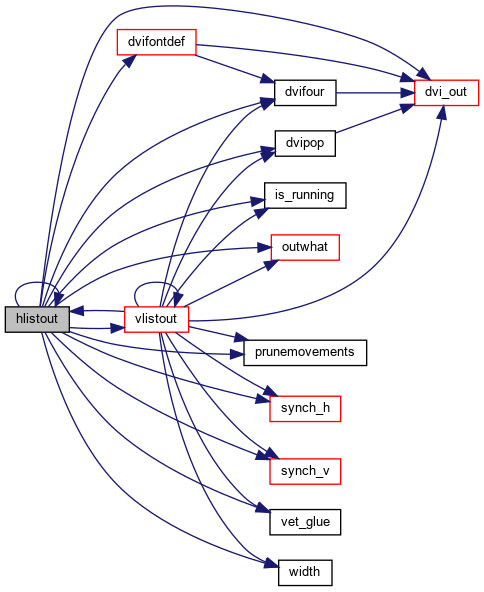 dvifontdef
dvifour
dvi_out
dvipop
is_running
outwhat
hlistout
vlistout
prunemovements
synch_h
synch_v
vet_glue
width